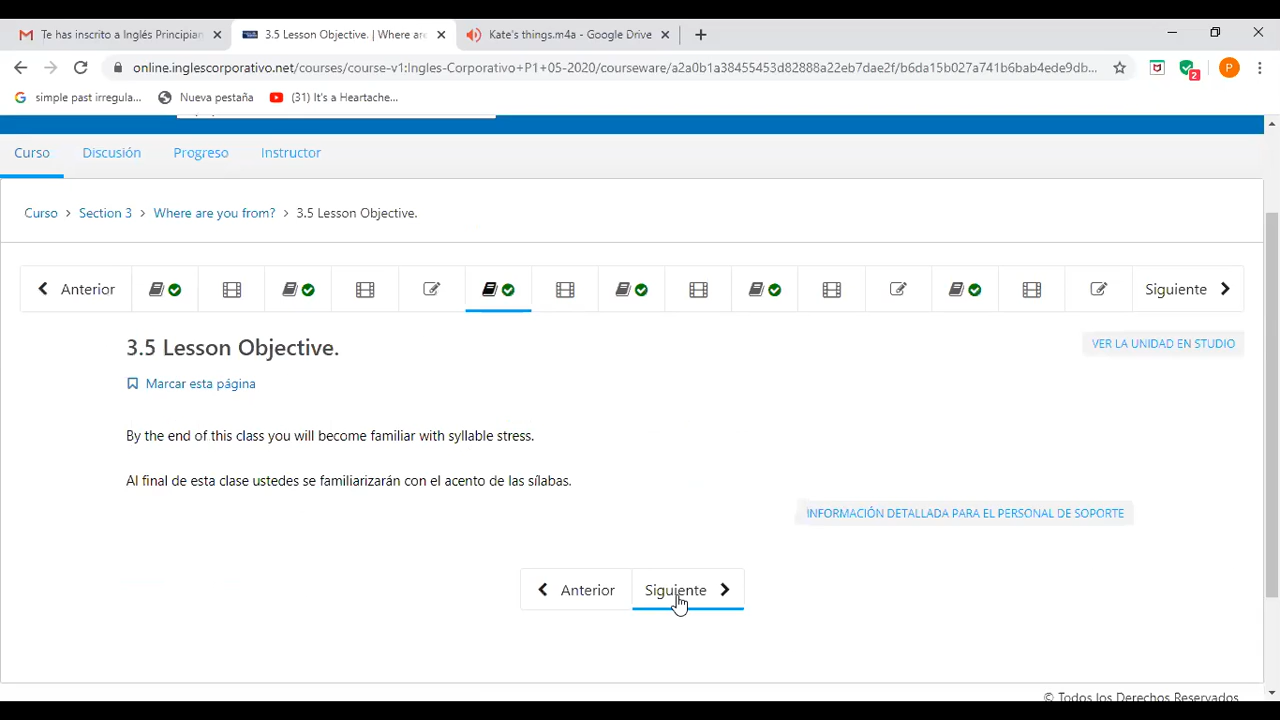 Te has inscrito a Inglés Principian
3.5 Lesson Objective. | Where are
Kate's things.m4a - Google Drive
online.inglescorporativo.net/courses/course-v1:Ingles-Corporativo+P1+05-2020/courseware/a2a0b1a38455453d82888a22eb7dae2f/b6da15b027a741b6bab4ede9db...
2
P
simple past irregula...
Nueva pestaña
(31) It's a Heartache...
Curso
Discusión
Progreso
Instructor
Curso > Section 3 > Where are you from? > 3.5 Lesson Objective.
Anterior
Siguiente
3.5 Lesson Objective.
VER LA UNIDAD EN STUDIO
Marcar esta página
By the end of this class you will become familiar with syllable stress.
Al final de esta clase ustedes se familiarizarán con el acento de las sílabas.
INFORMACIÓN DETALLADA PARA EL PERSONAL DE SOPORTE
Anterior
Siguiente
© Todos los Derechos Reservados